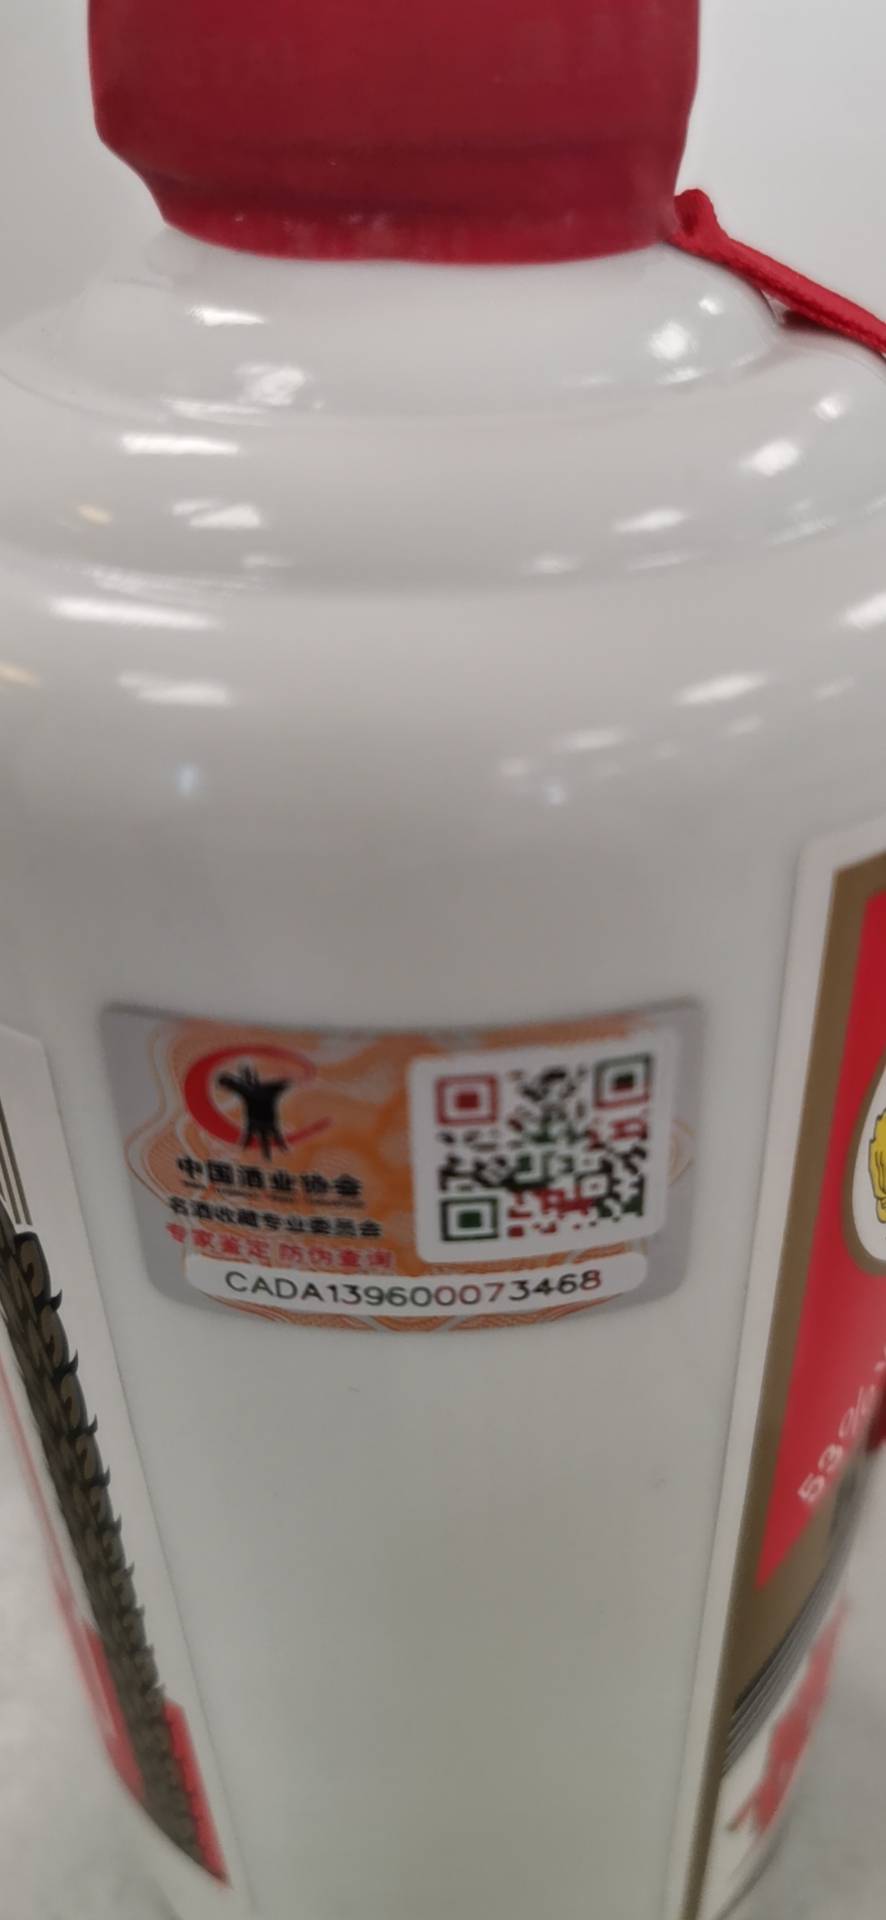 中国酒业协会
名酒收藏专业委员会
专家鉴定 防伪查询
CADA139600073468
53%